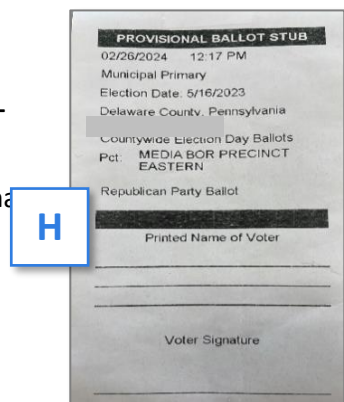 PROVISIONAL BALLOT STUB
02/26/2024 12:17 PM
Municipal Primary
Election Date: 5/16/2023
Delaware County, Pennsylvania
Countywide Election Day Ballots
Pct: MEDIA BOR PRECINCT
EASTERN
Republican Party Ballot
H
Printed Name of Voter
Voter Signature